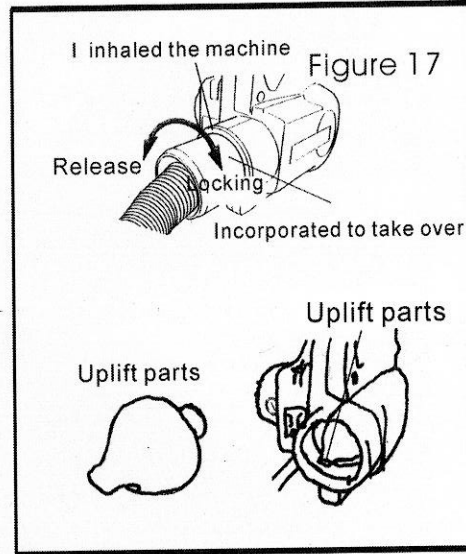 I inhaled the machine
Figure 17
Release
Locking
Incorporated to take over
Uplift parts
Uplift parts